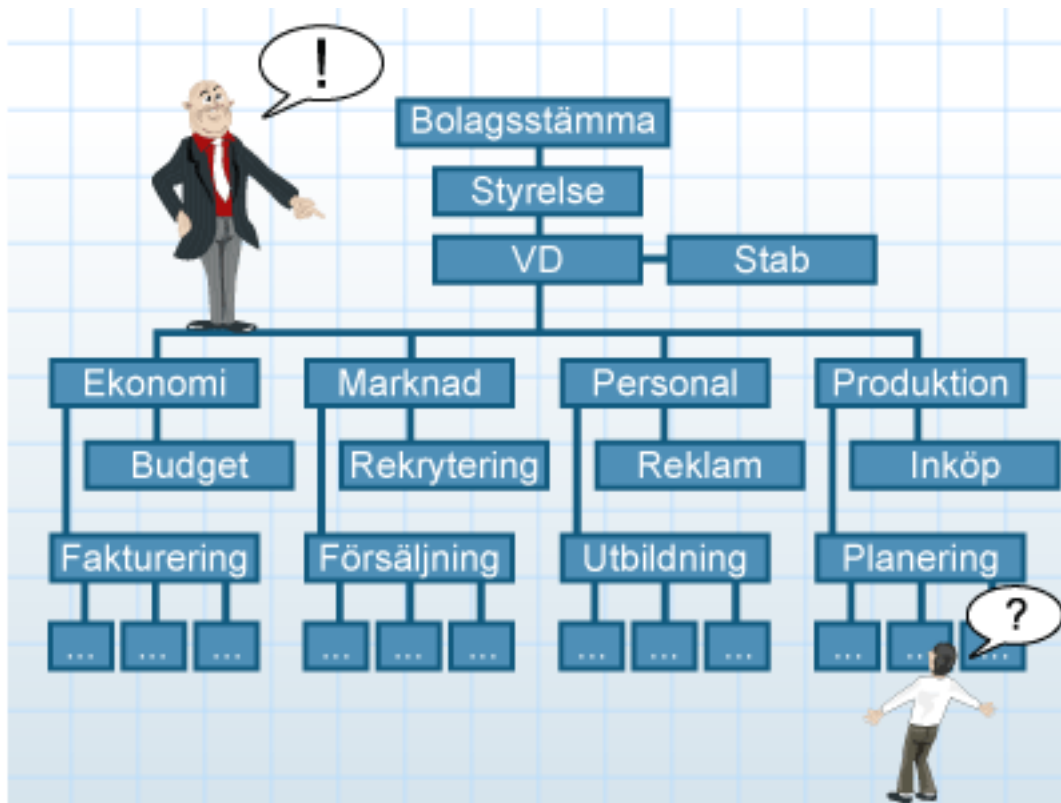 !
Bolagsstämma
Styrelse
VD Stab
Ekonomi Marknad Personal Produktion
Budget Rekrytering Reklam Inköp
Fakturering Försäljning Utbildning Planering
?
... ... ... ... ... ... ... ... ... ... ... ...